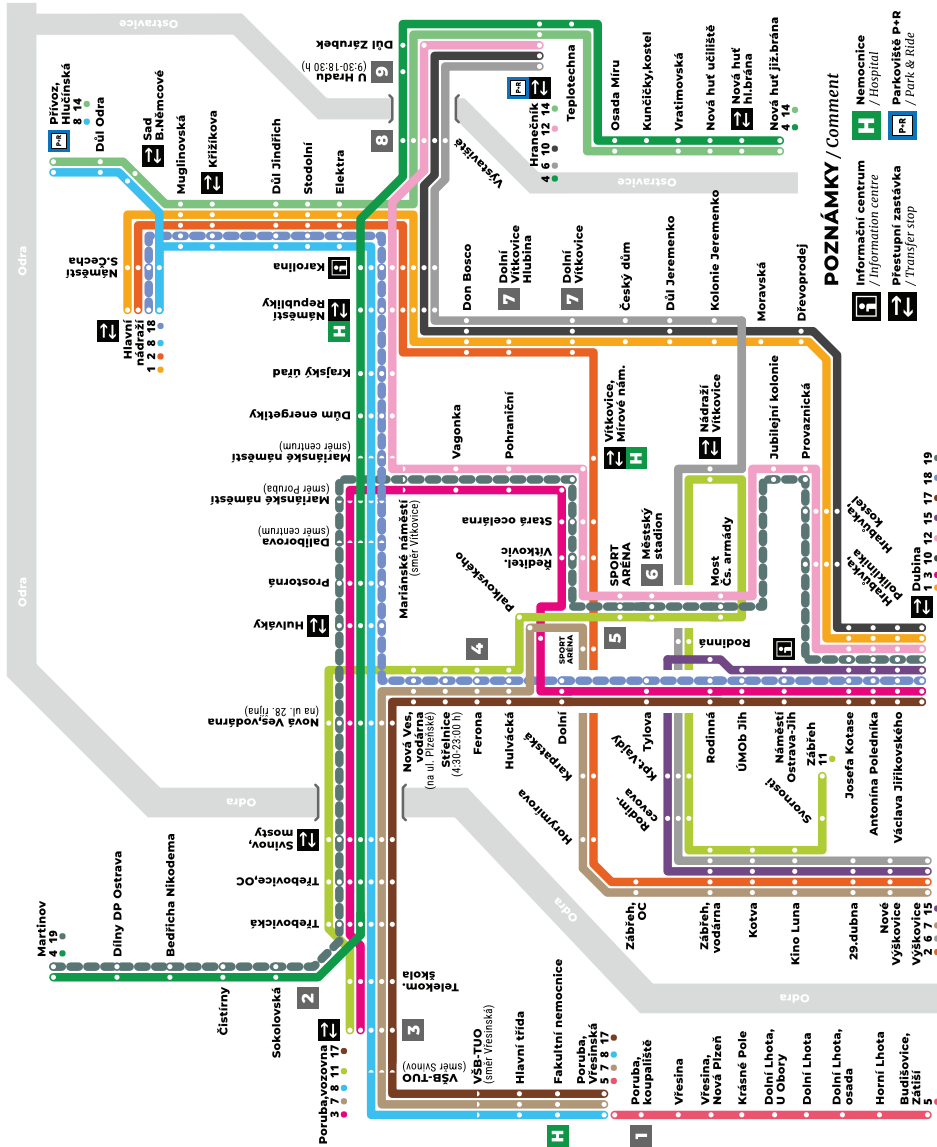 Ostravice
Přívoz,
Hlučínská
8 14
P+R
Důl Odra
Sad
B.Němcové
Muglinovská
Křižíkova
Důl Jindřich
Stodolní
Elektra
Důl Zárubek
U Hradu
(9:30-18:30 h)
9
8
Výstaviště
P+R
Hranečník
4 6 10 12 14
Teplotechna
Osada Míru
Kunčičky,kostel
Vratimovská
Nová huť učiliště
Nová huť
hl.brána
Nová huť již.brána
4 14
Ostravice
POZNÁMKY / Comment
Informační centrum
/ Information centre
Přestupní zastávka
/ Transfer stop
H
Nemocnice
/ Hospital
P+R
Parkoviště P+R
/ Park & Ride
Odra
Náměstí
S.Čecha
Hlavní
nádraží
1 2 8 18
Karolina
Náměstí
Republiky
H
Krajský úřad
Dům energetiky
Mariánské náměstí
(směr centrum)
Mariánské náměstí
(směr Poruba)
Daliborova
(směr centrum)
Prostorná
Hulváky
Nová Ves,vodárna
(na ul. 28. října)
Mariánské náměstí
(směr Vítkovice)
Don Bosco
7
Dolní
Vítkovice
Hlubina
7
Dolní
Vítkovice
Český dům
Důl Jeremenko
Kolonie Jeremenko
Moravská
Dřevoprodej
Vagonka
Pohraniční
Vítkovice,
Mírové nám.
H
Nádraží
Vítkovice
Jubilejní kolonie
Provaznická
Stará ocelárna
Ředitel.
Vítkovic
Palkovského
SPORT
ARÉNA
6
Městský
stadion
Most
Čs. armády
Hrabůvka,
kostel
Hrabůvka,
Poliklinika
Dubina
1 3 10 12 15 17 18 19
Odra
4
5
SPORT
ARÉNA
Rodinná
Nová Ves,
vodárna
(na ul. Plzeňské)
Střelnice
(4:30-23:00 h)
Ferona
Hulvácká
Dolní
Tylova
Rodinná
ÚMOb Jih
Náměstí
Ostrava-Jih
Zábřeh
11
Josefa Kotase
Antonína Poledníka
Václava Jiřikovského
Karpatská
Horymírova
Kpt.Vajdy
Rodim-
cevova
Svornosti
Odra
Svinov,
mosty
Třebovice,OC
Třebovická
Telekom.
škola
Martinov
4 19
Dílny DP Ostrava
Bedřicha Nikodema
Čistírny
Sokolovská
2
3
Poruba,vozovna
3 7 8 11 17
VŠB-TUO
(směr Svinov)
VŠB-TUO
(směr Vřesinská)
Hlavní třída
H
Fakultní nemocnice
Poruba,
Vřesinská
5 7 8 17
1
Poruba,
Koupaliště
Vřesina
Vřesina,
Nová Plzeň
Krásné Pole
Dolní Lhota,
U Obory
Dolní Lhota
Dolní Lhota,
osada
Horní Lhota
Budišovice,
Zátiší
5
Odra
Odra
Zábřeh,
OC
Zábřeh,
vodárna
Kotva
Kino Luna
29.dubna
Nové
Výškovice
Výškovice
2 6 7 15